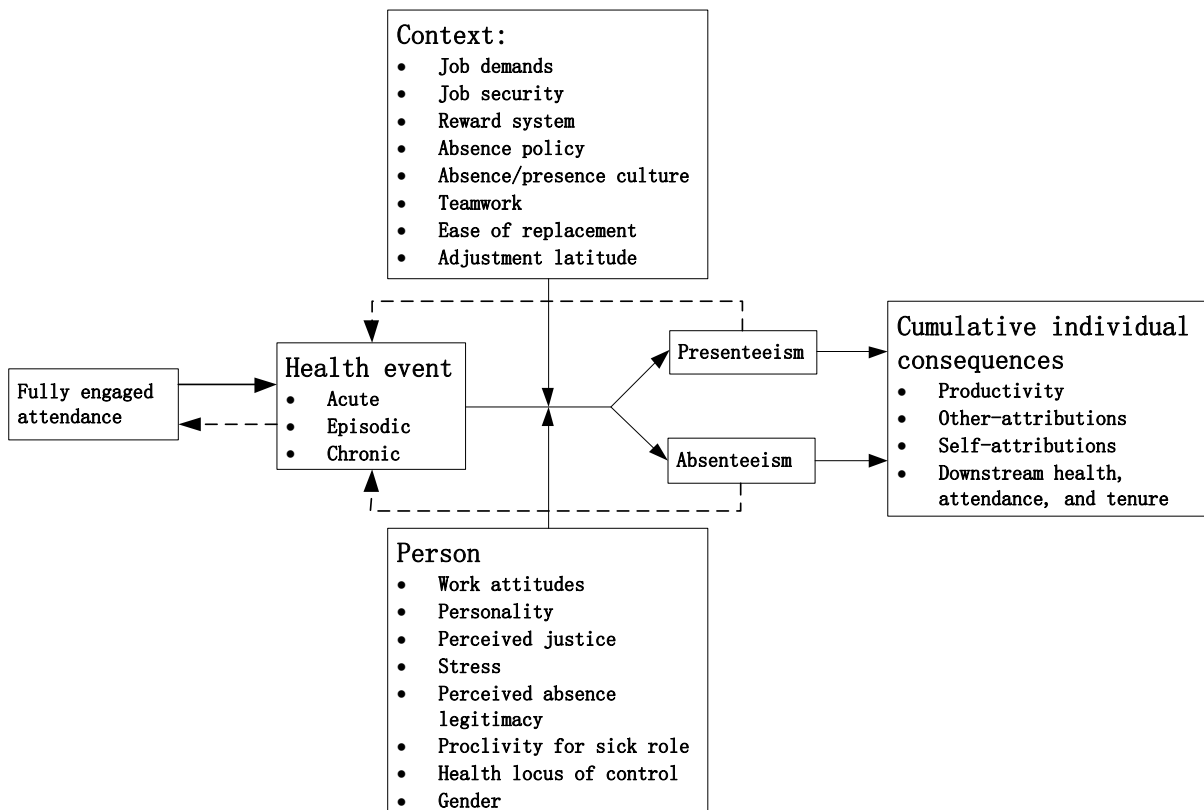 Context:
• Job demands
• Job security
• Reward system
• Absence policy
• Absence/presence culture
• Teamwork
• Ease of replacement
• Adjustment latitude
Fully engaged
attendance
Health event
• Acute
• Episodic
• Chronic
Presenteeism
Absenteeism
Cumulative individual
consequences
• Productivity
• Other-attributions
• Self-attributions
• Downstream health,
attendance, and tenure
Person
• Work attitudes
• Personality
• Perceived justice
• Stress
• Perceived absence
legitimacy
• Proclivity for sick role
• Health locus of control
• Gender